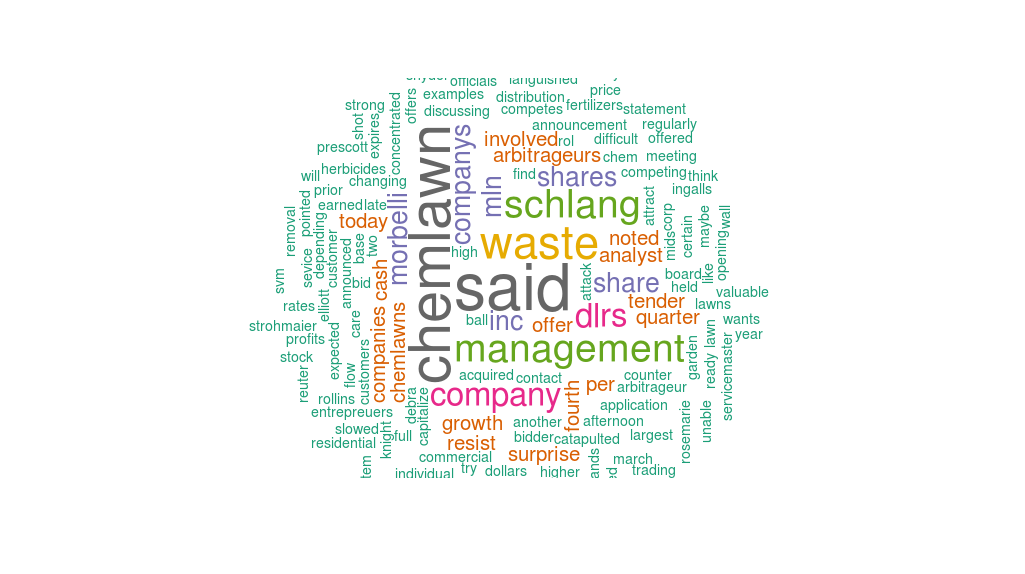 officials
languished
price
examples
distribution
strong
offers
discussing
competes
fertilizers
statement
shot
expires
concentrated
announcement
regularly
prescott
involved
rol
difficult
offered
companys
arbitrageurs
chem
meeting
herbicides
will
changing
find
shares
competing
think
prior
mln
ingalls
earned
late
morbelli
chemlawn
schlang
attract
corp
removal
pointed
today
mids
certain
maybe
wall
depending
customer
base
two
high
waste
noted
analyst
opening
svm
sevice
announced
bid
cash
said
attack
share
board
held
like
valuable
rates
elliott
care
companies
chemlawns
tender
lawns
strohmaier
ball
inc
offer
dlrs
quarter
wants
profits
expected
year
stock
flow
customers
management
garden
ready
lawn
servicemaster
reuter
acquired
contact
counter
rollins
debra
company
fourth
per
arbitrageur
entrepreuers
capitalize
application
slowed
knight
full
growth
another
afternoon
rosemarie
unable
residential
resist
bidder
catapulted
largest
commercial
surprise
ands
march
tem
individual
try
dollars
higher
ed
trading